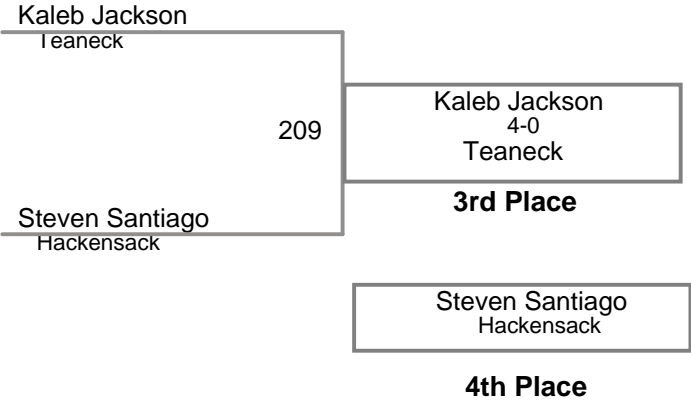 Kaleb Jackson
Teaneck
209
Kaleb Jackson
4-0
Teaneck
3rd Place
Steven Santiago
Hackensack
Steven Santiago
Hackensack
4th Place